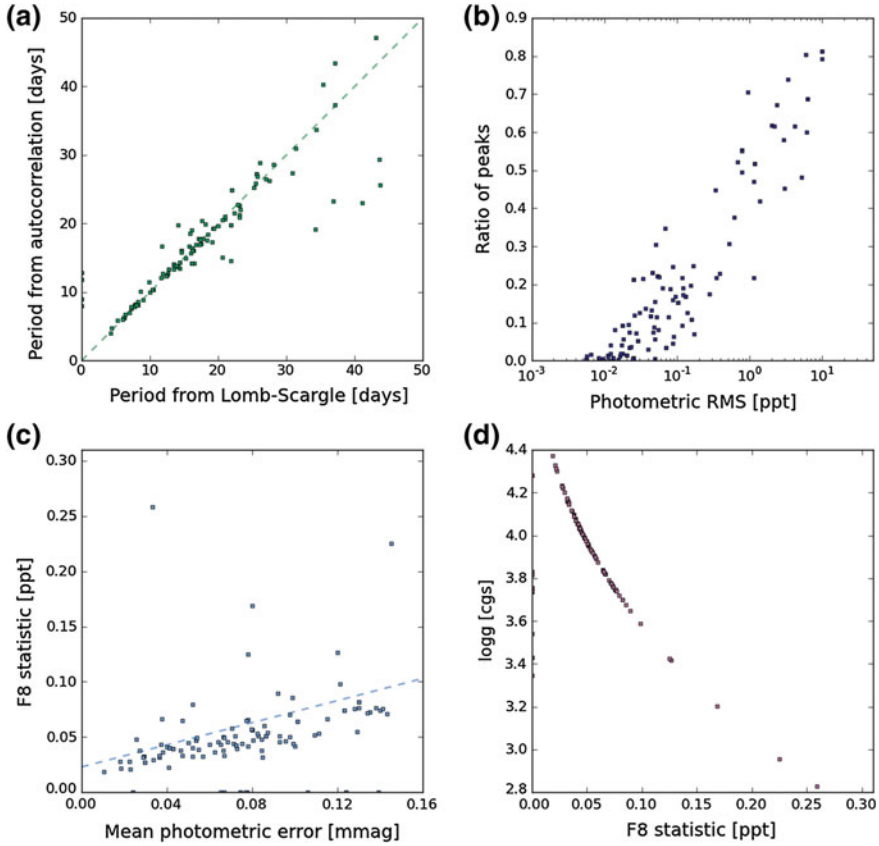 (a)
50
40
30
20
10
0
Period from autocorrelation [days]
0 10 20 30 40 50
Period from Lomb-Scargle [days]
(b)
0.9
0.8
0.7
0.6
0.5
0.4
0.3
0.2
0.1
0.0
Ratio of peaks
10-3 10-2 10-1 100 101
Photometric RMS [ppt]
(c)
0.30
0.25
0.20
0.15
0.10
0.05
0.00
F8 statistic [ppt]
0.00 0.04 0.08 0.12 0.16
Mean photometric error [mmag]
(d)
4.4
4.2
4.0
3.8
3.6
3.4
3.2
3.0
2.8
logg [cgs]
0.00 0.05 0.10 0.15 0.20 0.25 0.30
F8 statistic [ppt]